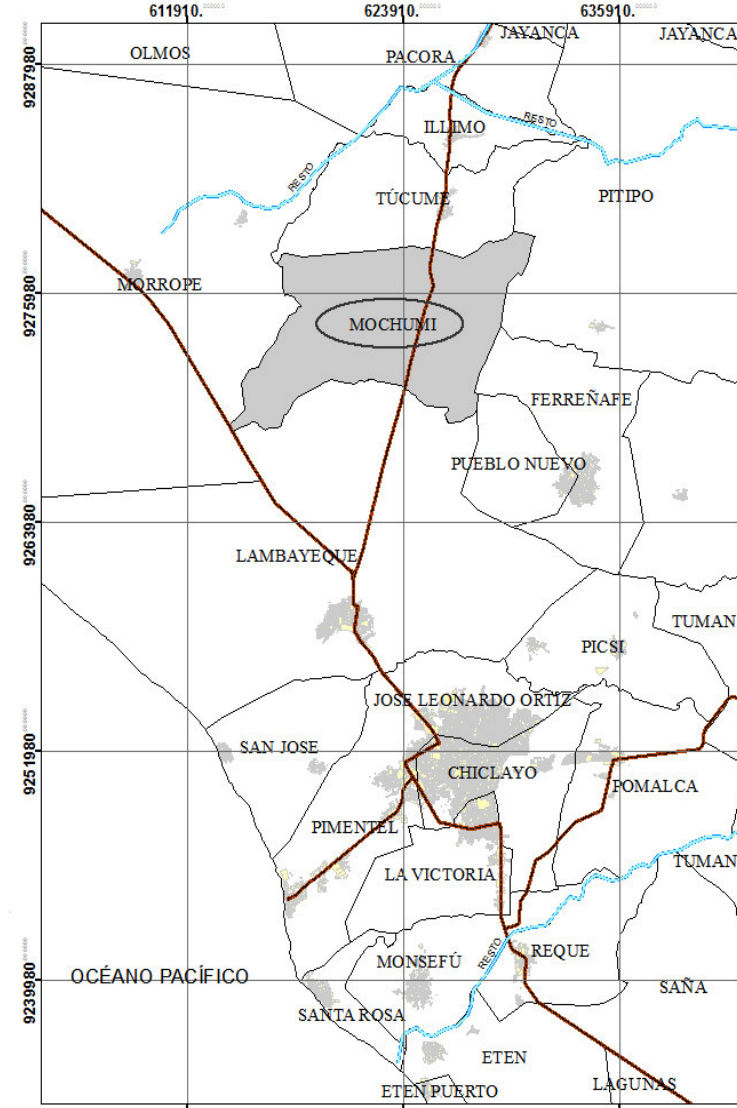 611910.
623910.
635910.
JAYANCA
JAYANCA
OLMOS
PACORA
9287980
ILLIMO
RESTO
RESTO
TÚCUME
PITIPO
MORROPE
9275980
MOCHUMI
FERREÑAFE
PUEBLO NUEVO
9263980
LAMBAYEQUE
TUMAN
PICSI
JOSE LEONARDO ORTIZ
SAN JOSE
9251980
CHICLAYO
POMALCA
PIMENTEL
TUMAN
LA VICTORIA
RESTO
REQUE
MONSEFÚ
OCÉANO PACÍFICO
9239980
SAÑA
SANTA ROSA
ETEN
LAGUNAS
ETEN PUERTO